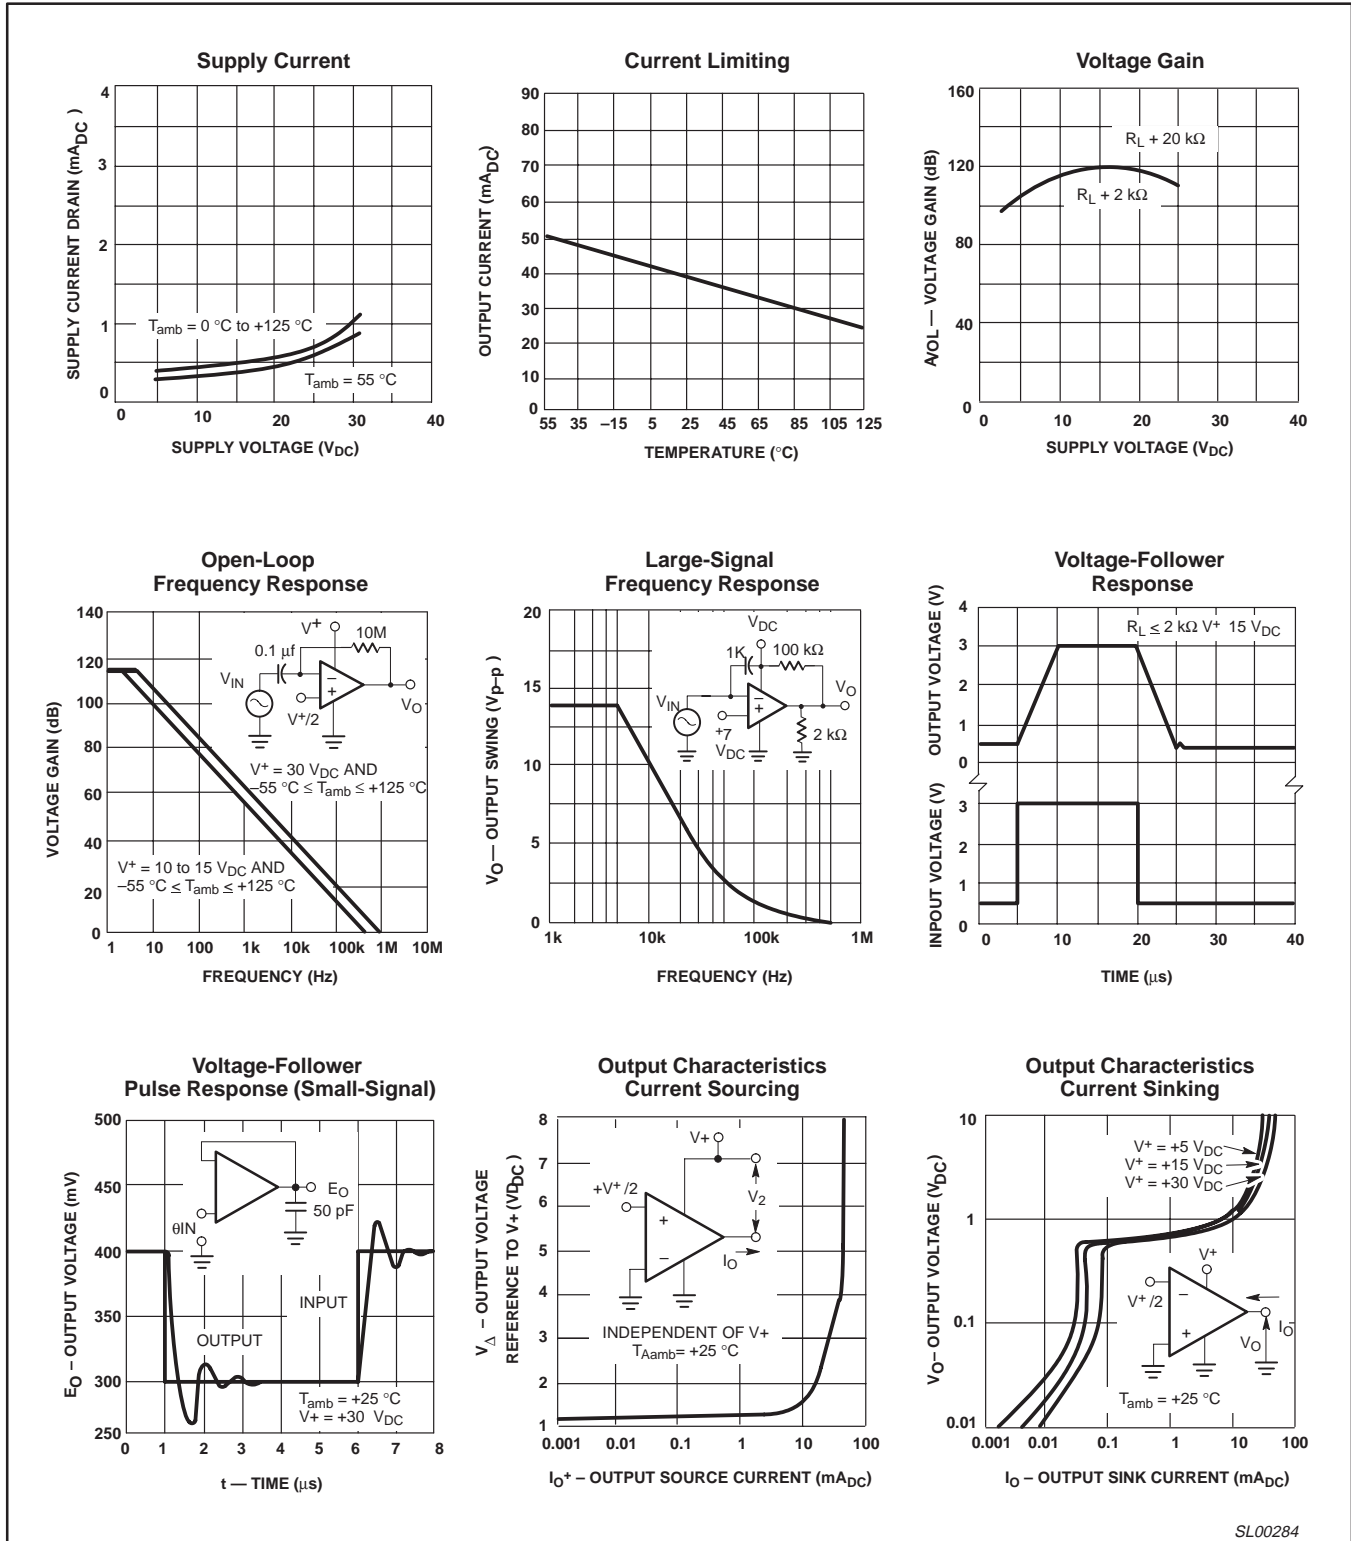 Supply Current
4
3
2
1
0
SUPPLY CURRENT DRAIN (mADC)
Tamb = 0 °C to +125 °C
Tamb = 55 °C
0 10 20 30 40
SUPPLY VOLTAGE (VDC)
Current Limiting
90
80
70
60
50
40
30
20
10
0
OUTPUT CURRENT (mADC)
55 35 –15 5 25 45 65 85 105 125
TEMPERATURE (°C)
Voltage Gain
160
120
80
40
0
AVOL — VOLTAGE GAIN (dB)
RL + 20 kΩ
RL + 2 kΩ
0 10 20 30 40
SUPPLY VOLTAGE (VDC)
Open-Loop
Frequency Response
140
120
100
80
60
40
20
0
VOLTAGE GAIN (dB)
V+
10M
0.1 µf
VIN
–
+
VO
V+/2
V+ = 30 VDC AND
–55 °C ≤ Tamb ≤ +125 °C
V+ = 10 to 15 VDC AND
–55 °C ≤ Tamb ≤ +125 °C
1 10 100 1k 10k 100k 1M 10M
FREQUENCY (Hz)
Large-Signal
Frequency Response
20
15
10
5
0
VO — OUTPUT SWING (Vp–p)
VDC
1K
100 kΩ
VIN
–
+
VO
+7
VDC
2 kΩ
1k 10k 100k 1M
FREQUENCY (Hz)
Voltage-Follower
Response
4
3
2
1
0
OUTPUT VOLTAGE (V)
RL ≤ 2 kΩ V+ 15 VDC
3
2
1
0
INPOUT VOLTAGE (V)
0 10 20 30 40
TIME (µs)
Voltage-Follower
Pulse Response (Small-Signal)
500
450
400
350
300
250
EO – OUTPUT VOLTAGE (mV)
EO
50 pF
θIN
INPUT
OUTPUT
Tamb = +25 °C
V+ = +30 VDC
0 1 2 3 4 5 6 7 8
t — TIME (µs)
Output Characteristics
Current Sourcing
8
7
6
5
4
3
2
1
VΔ – OUTPUT VOLTAGE
REFERENCE TO V+ (VDDC)
V+
+V+/2
V2
+
–
IO
INDEPENDENT OF V+
TAamb= +25 °C
0.001 0.01 0.1 1 10 100
IO+ – OUTPUT SOURCE CURRENT (mADC)
Output Characteristics
Current Sinking
10
1
0.1
0.01
VO – OUTPUT VOLTAGE (VDC)
V+ = +5 VDC
V+ = +15 VDC
V+ = +30 VDC
V+
–
V+/2
+
IO
VO
Tamb = +25 °C
0.001 0.01 0.1 1 10 100
IO – OUTPUT SINK CURRENT (mADC)
SL00284